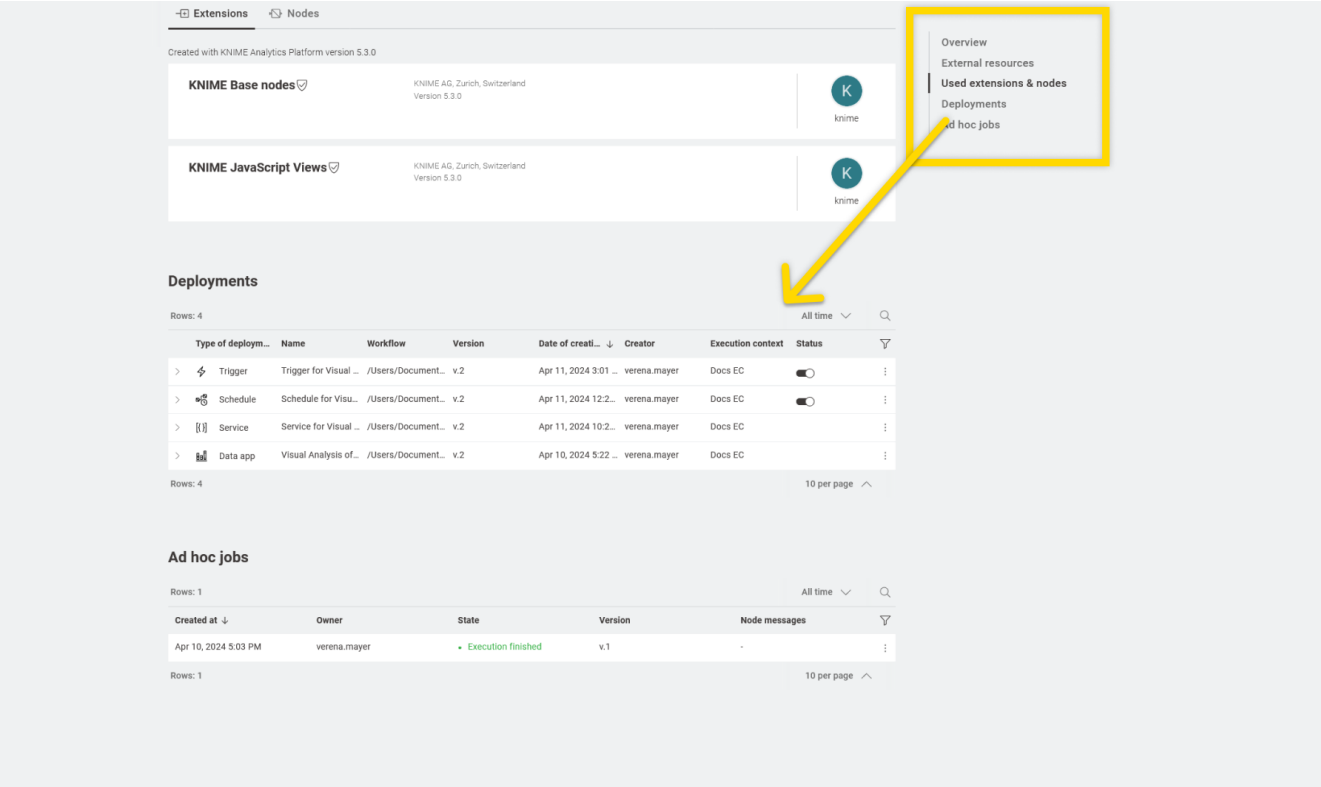 Extensions Nodes
Created with KNIME Analytics Platform version 5.3.0
KNIME Base nodes
KNIME AG, Zurich, Switzerland
Version 5.3.0
K
knime
KNIME JavaScript Views
KNIME AG, Zurich, Switzerland
Version 5.3.0
K
knime
Overview
External resources
Used extensions & nodes
Deployments
d hoc jobs
Deployments
Rows: 4 All time
Type of deploym... Name Workflow Version Date of creati... Creator Execution context Status
Trigger Trigger for Visual ... /Users/Document... v.2 Apr 11, 2024 3:01 ... verena.mayer Docs EC
Schedule Schedule for Visu... /Users/Document... v.2 Apr 11, 2024 12:2... verena.mayer Docs EC
Service Service for Visual ... /Users/Document... v.2 Apr 11, 2024 10:2... verena.mayer Docs EC
Data app Visual Analysis of... /Users/Document... v.2 Apr 10, 2024 5:22 ... verena.mayer Docs EC
Rows: 4 10 per page
Ad hoc jobs
Rows: 1 All time
Created at Owner State Version Node messages
Apr 10, 2024 5:03 PM verena.mayer Execution finished v.1 -
Rows: 1 10 per page